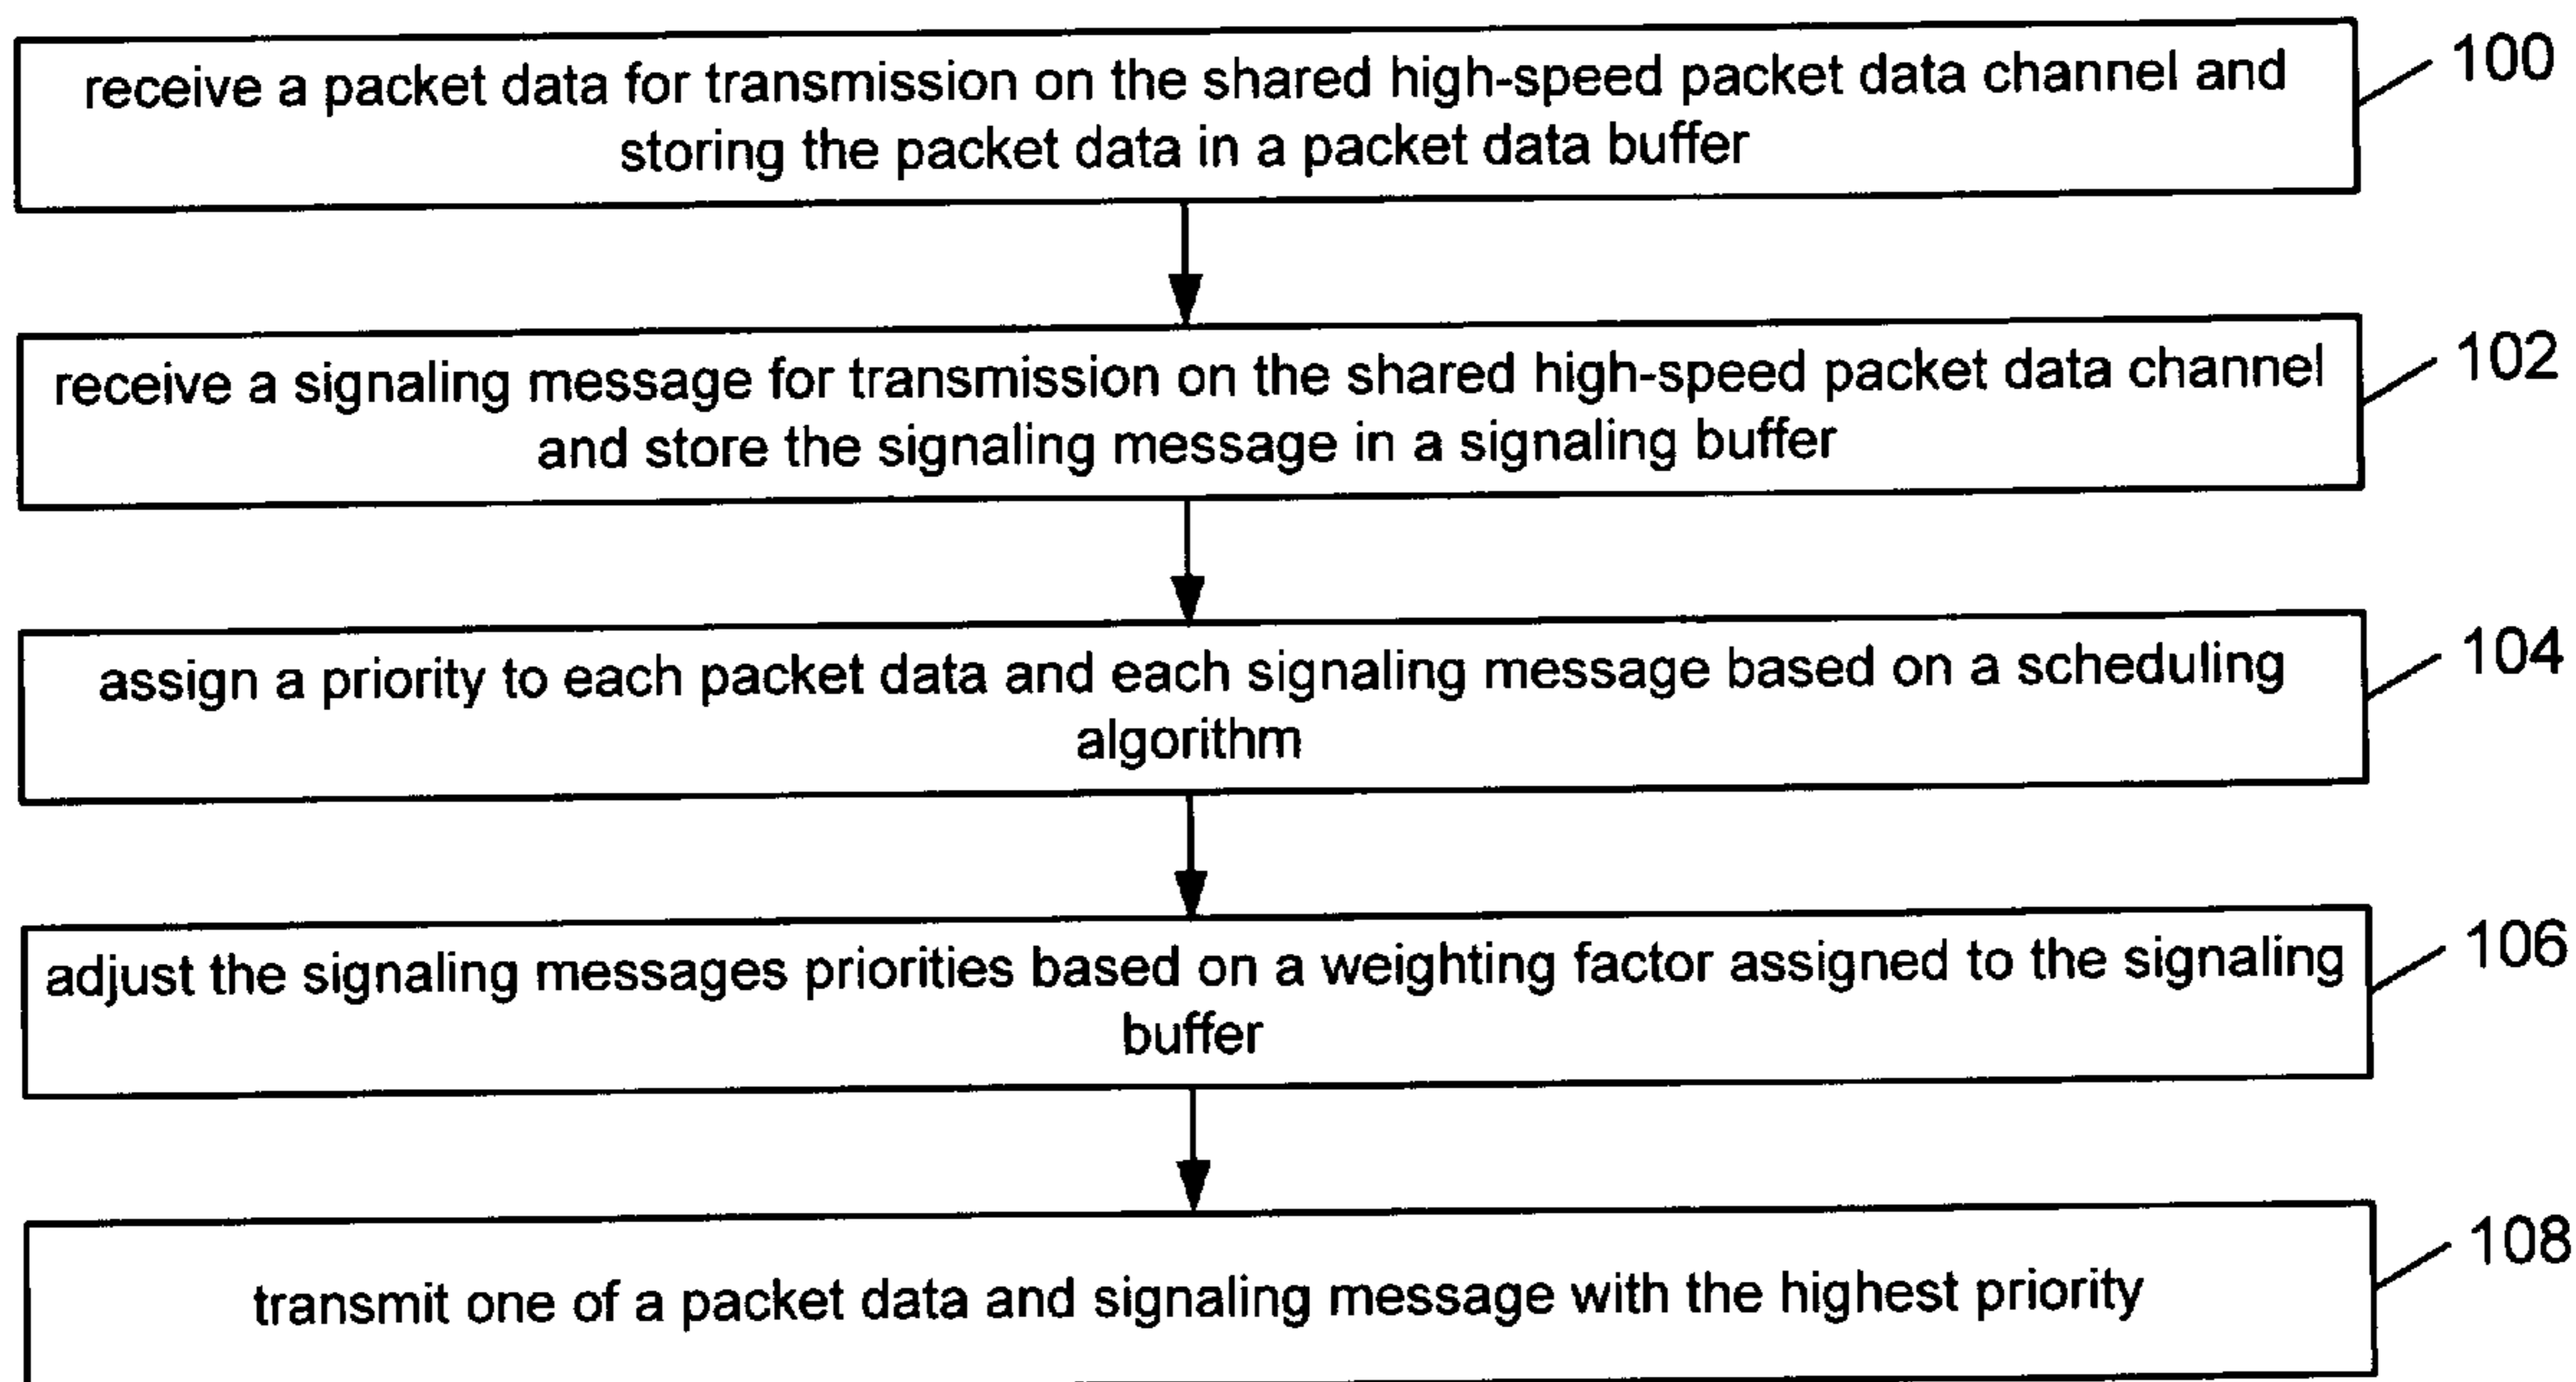 receive a packet data for transmission on the shared high-speed packet data channel and
storing the packet data in a packet data buffer
100
receive a signaling message for transmission on the shared high-speed packet data channel
and store the signaling message in a signaling buffer
102
assign a priority to each packet data and each signaling message based on a scheduling
algorithm
104
adjust the signaling messages priorities based on a weighting factor assigned to the signaling
buffer
106
transmit one of a packet data and signaling message with the highest priority
108